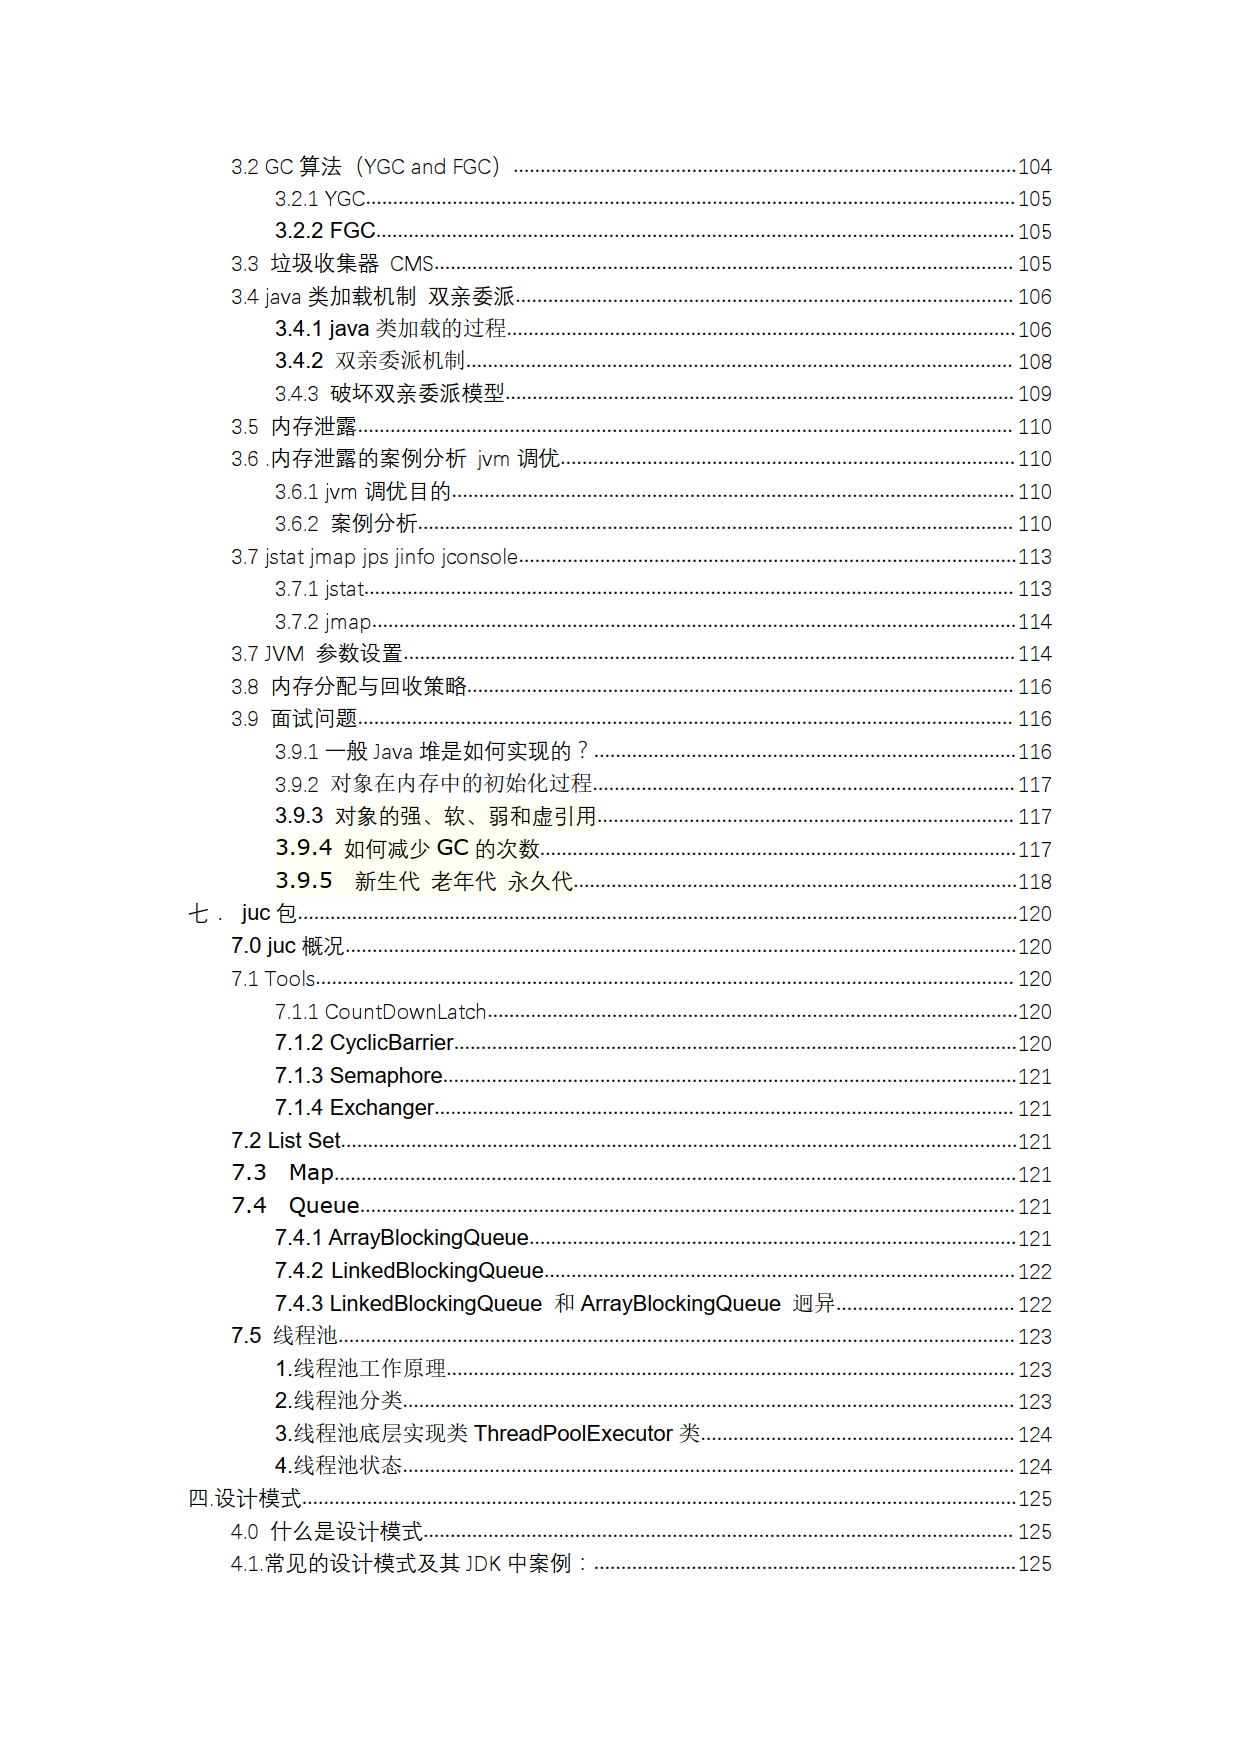 3.2 GC 算法（YGC and FGC）........104
3.2.1 YGC........105
3.2.2 FGC........105
3.3 垃圾收集器 CMS........105
3.4 java 类加载机制 双亲委派........106
3.4.1 java 类加载的过程........106
3.4.2 双亲委派机制........108
3.4.3 破坏双亲委派模型........109
3.5 内存泄露........110
3.6 .内存泄露的案例分析 jvm 调优........110
3.6.1 jvm 调优目的........110
3.6.2 案例分析........110
3.7 jstat jmap jps jinfo jconsole........113
3.7.1 jstat........113
3.7.2 jmap........114
3.7 JVM 参数设置........114
3.8 内存分配与回收策略........116
3.9 面试问题........116
3.9.1 一般 Java 堆是如何实现的？........116
3.9.2 对象在内存中的初始化过程........117
3.9.3 对象的强、软、弱和虚引用........117
3.9.4 如何减少 GC 的次数........117
3.9.5 新生代 老年代 永久代........118
七． juc 包........120
7.0 juc 概况........120
7.1 Tools........120
7.1.1 CountDownLatch........120
7.1.2 CyclicBarrier........120
7.1.3 Semaphore........121
7.1.4 Exchanger........121
7.2 List Set........121
7.3 Map........121
7.4 Queue........121
7.4.1 ArrayBlockingQueue........121
7.4.2 LinkedBlockingQueue........122
7.4.3 LinkedBlockingQueue 和 ArrayBlockingQueue 迥异........122
7.5 线程池........123
1.线程池工作原理........123
2.线程池分类........123
3.线程池底层实现类 ThreadPoolExecutor 类........124
4.线程池状态........124
四.设计模式........125
4.0 什么是设计模式........125
4.1.常见的设计模式及其 JDK 中案例：........125